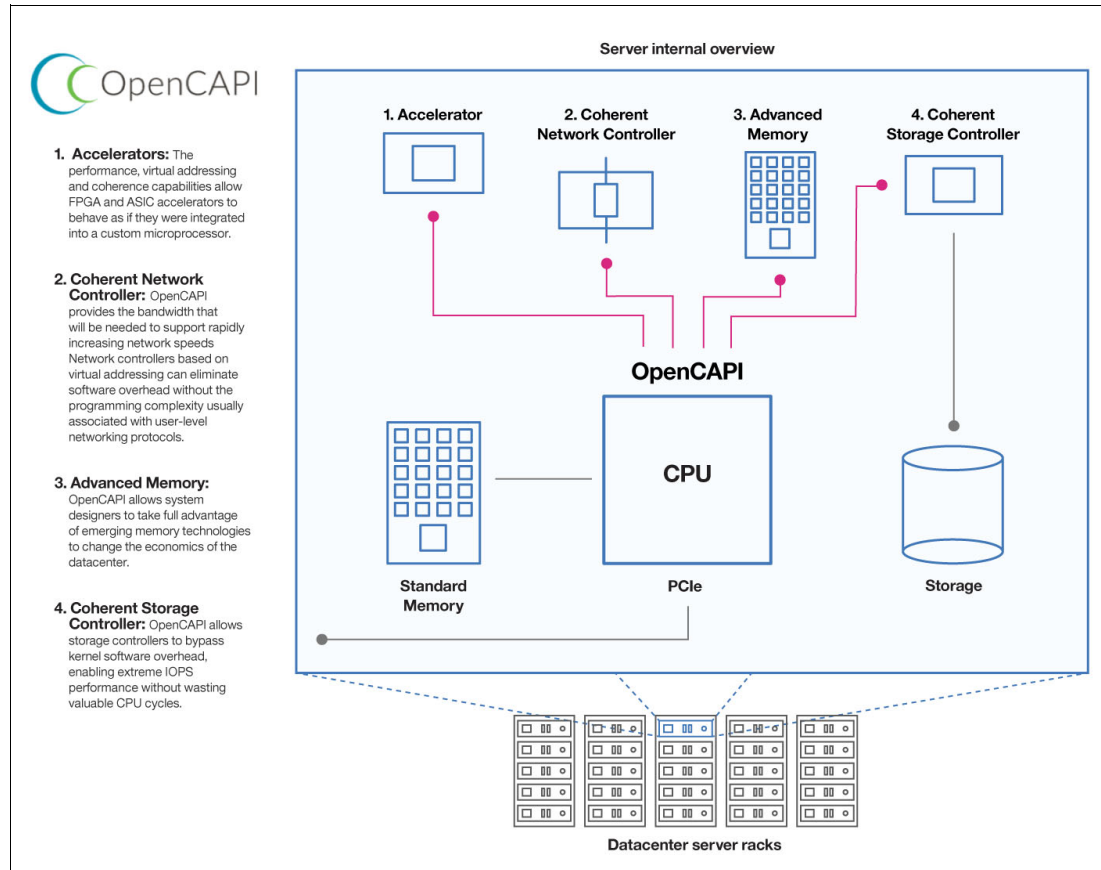 OpenCAPI
1. Accelerators: The
performance, virtual addressing
and coherence capabilities allow
FPGA and ASIC accelerators to
behave as if they were integrated
into a custom microprocessor.
2. Coherent Network
Controller: OpenCAPI
provides the bandwidth that
will be needed to support rapidly
increasing network speeds
Network controllers based on
virtual addressing can eliminate
software overhead without the
programming complexity usually
associated with user-level
networking protocols.
3. Advanced Memory:
OpenCAPI allows system
designers to take full advantage
of emerging memory technologies
to change the economics of the
datacenter.
4. Coherent Storage
Controller: OpenCAPI allows
storage controllers to bypass
kernel software overhead,
enabling extreme IOPS
performance without wasting
valuable CPU cycles.
Server internal overview
1. Accelerator
2. Coherent
Network Controller
3. Advanced
Memory
4. Coherent
Storage Controller
OpenCAPI
CPU
Standard
Memory
PCIe
Storage
Datacenter server racks